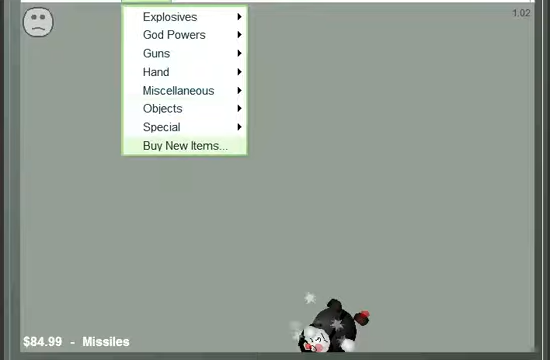 1.02
Explosives
God Powers
Guns
Hand
Miscellaneous
Objects
Special
Buy New Items...
$84.99 - Missiles